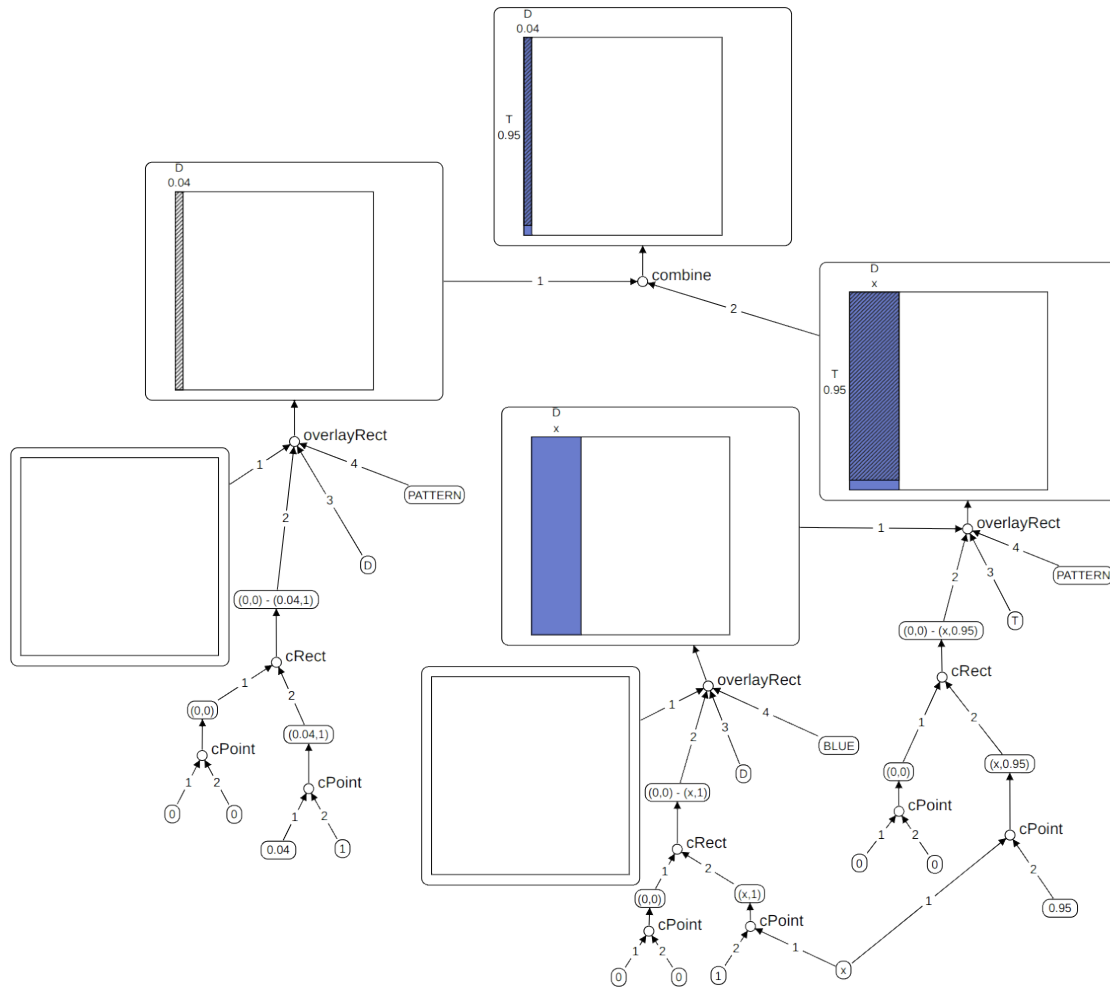 D
0.04
T
0.95
D
0.04
1
combine
2
D
x
T
0.95
D
x
overlayRect
1
4
PATTERN
3
2
D
1
overlayRect
4
PATTERN
2
3
T
(0,0) - (0.04,1)
(0,0) - (x,0.95)
cRect
1
2
cRect
(0,0)
(0.04,1)
1
2
cPoint
1
2
cPoint
0
0
1
2
0.04
1
overlayRect
1
4
2
3
BLUE
D
(0,0) - (x,1)
(0,0)
(x,0.95)
cPoint
1
2
cPoint
0
0
cRect
1
2
2
0.95
1
(0,0)
(x,1)
cPoint
cPoint
1
2
2
1
0
0
1
x